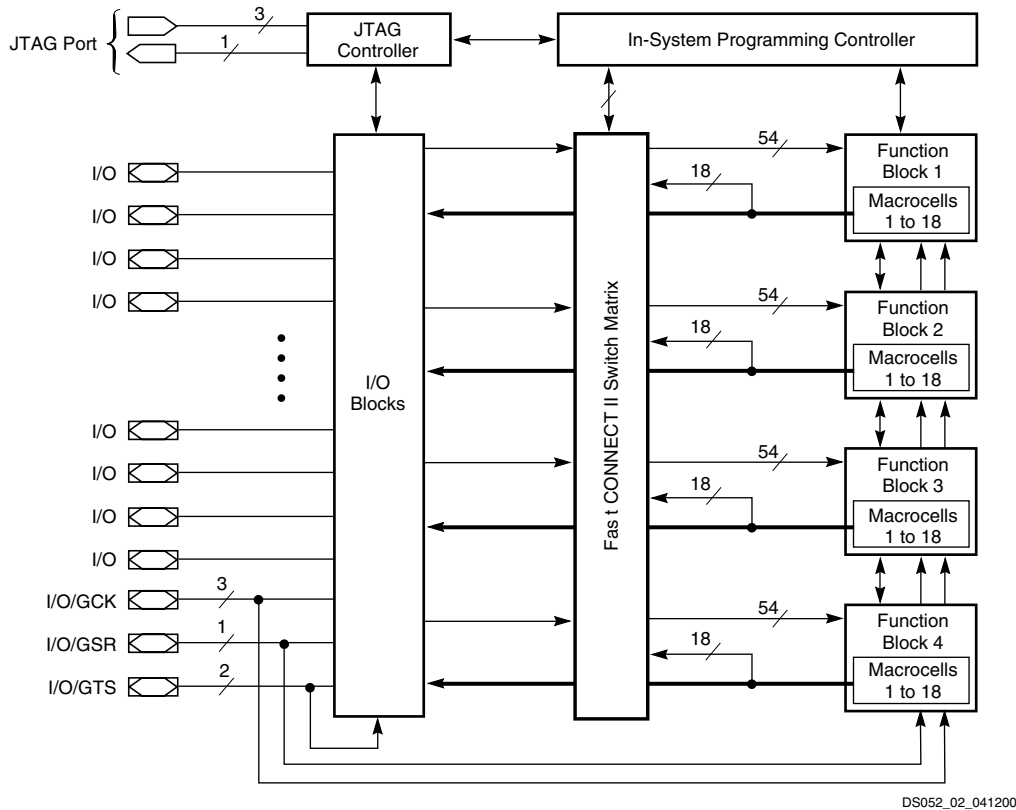 JTAG Port
3
1
JTAG
Controller
In-System Programming Controller
I/O
I/O
I/O
I/O
I/O
I/O
I/O
I/O
I/O/GCK
3
I/O/GSR
1
I/O/GTS
2
I/O
Blocks
Fas t CONNECT II Switch Matrix
54
18
Function
Block 1
Macrocells
1 to 18
54
18
Function
Block 2
Macrocells
1 to 18
54
18
Function
Block 3
Macrocells
1 to 18
54
18
Function
Block 4
Macrocells
1 to 18
DS052_02_041200